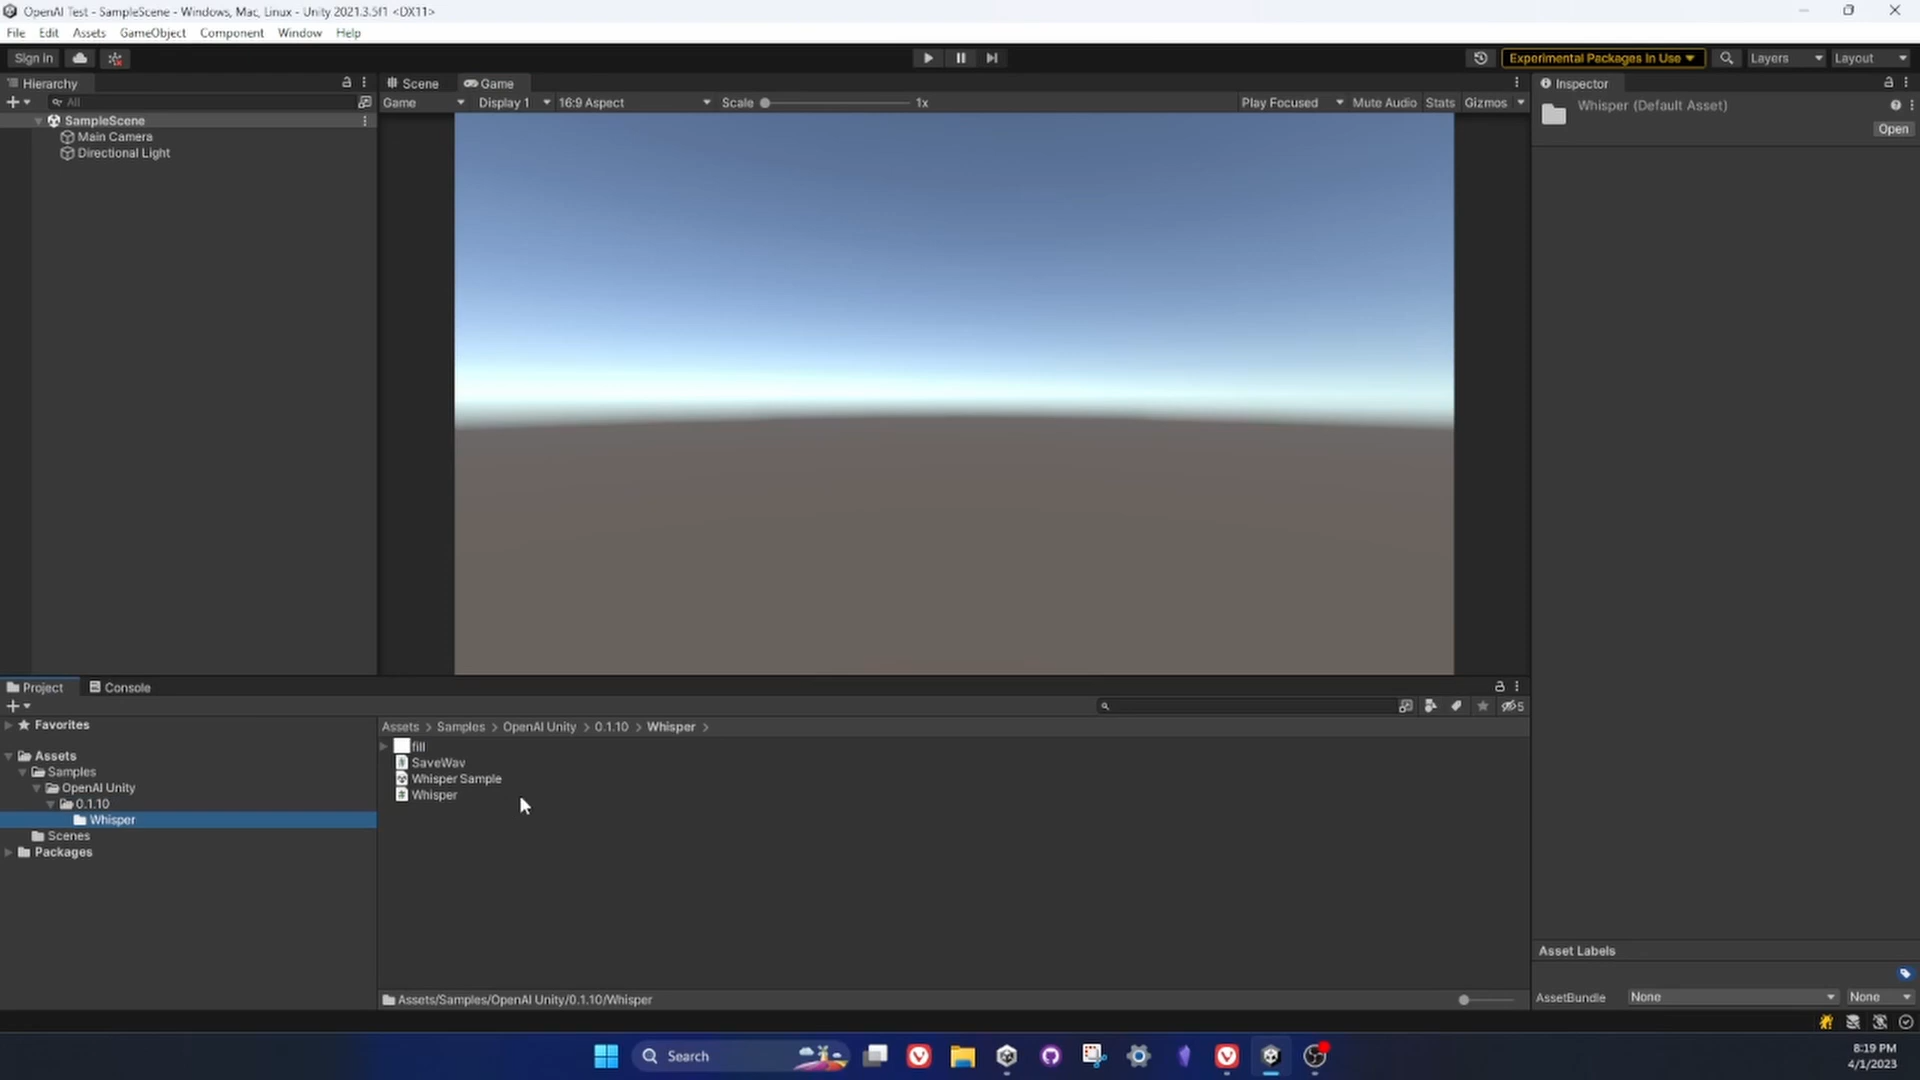 OpenAI Test - SampleScene - Windows, Mac, Linux - Unity 2021.3.5f1 <DX11>
File Edit Assets GameObject Component Window Help
Sign In Experimental Packages In Use Layers Layout
Hierarchy Scene Game Inspector
All Game Display 1 16:9 Aspect Scale 1x Play Focused Mute Audio Stats Gizmos Whisper (Default Asset)
SampleScene Open
Main Camera
Directional Light
Project Console
5
Favorites Assets > Samples > OpenAI Unity > 0.1.10 > Whisper >
fill
Assets SaveWav
Samples Whisper Sample
OpenAI Unity Whisper
0.1.10
Whisper
Scenes
Packages
Asset Labels
Assets/Samples/OpenAI Unity/0.1.10/Whisper AssetBundle None None
Search 8:19 PM
4/1/2023